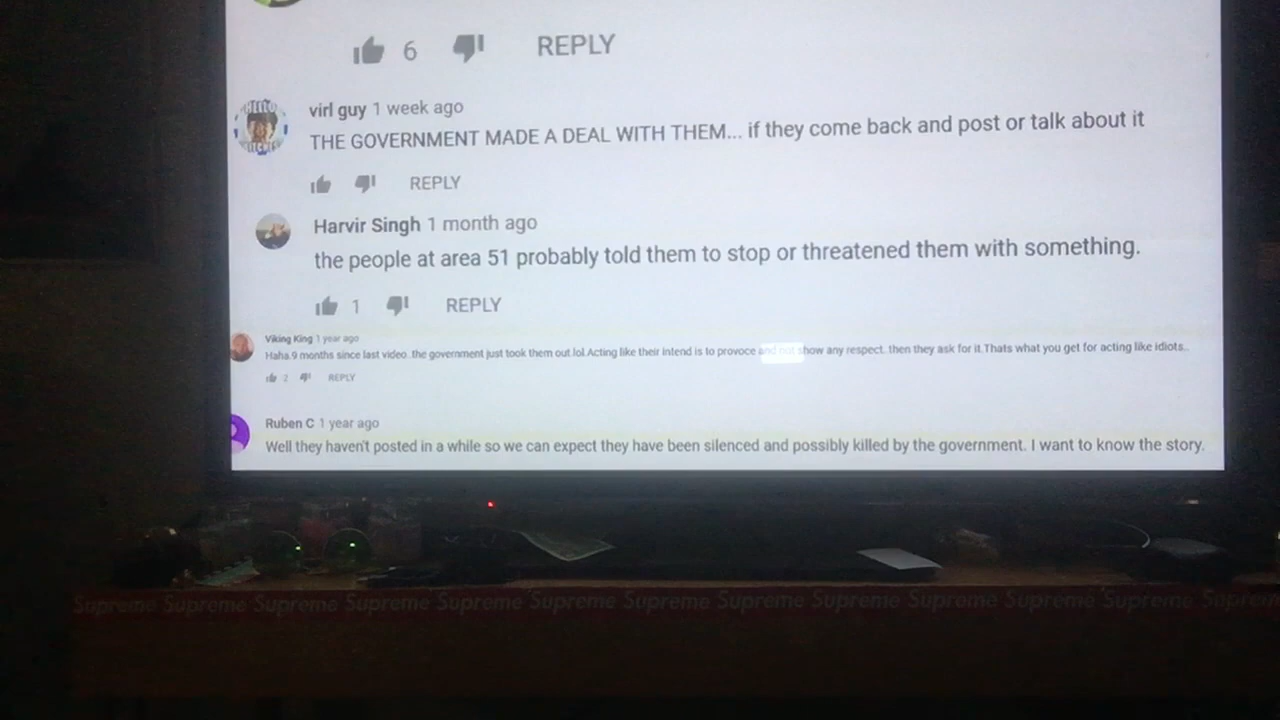 6 REPLY
virl guy 1 week ago
THE GOVERNMENT MADE A DEAL WITH THEM... if they come back and post or talk about it
REPLY
Harvir Singh 1 month ago
the people at area 51 probably told them to stop or threatened them with something.
1 REPLY
Viking King 1 year ago
Haha.9 months since last video..the government just took them out.lol.Acting like their intend is to provoce and not show any respect. then they ask for it.Thats what you get for acting like idiots..
2 REPLY
Ruben C 1 year ago
Well they haven't posted in a while so we can expect they have been silenced and possibly killed by the government. I want to know the story.
Supreme Supreme Supreme Supreme Supreme Supreme Supreme Supreme Supreme Supreme Supreme Supreme Suprem